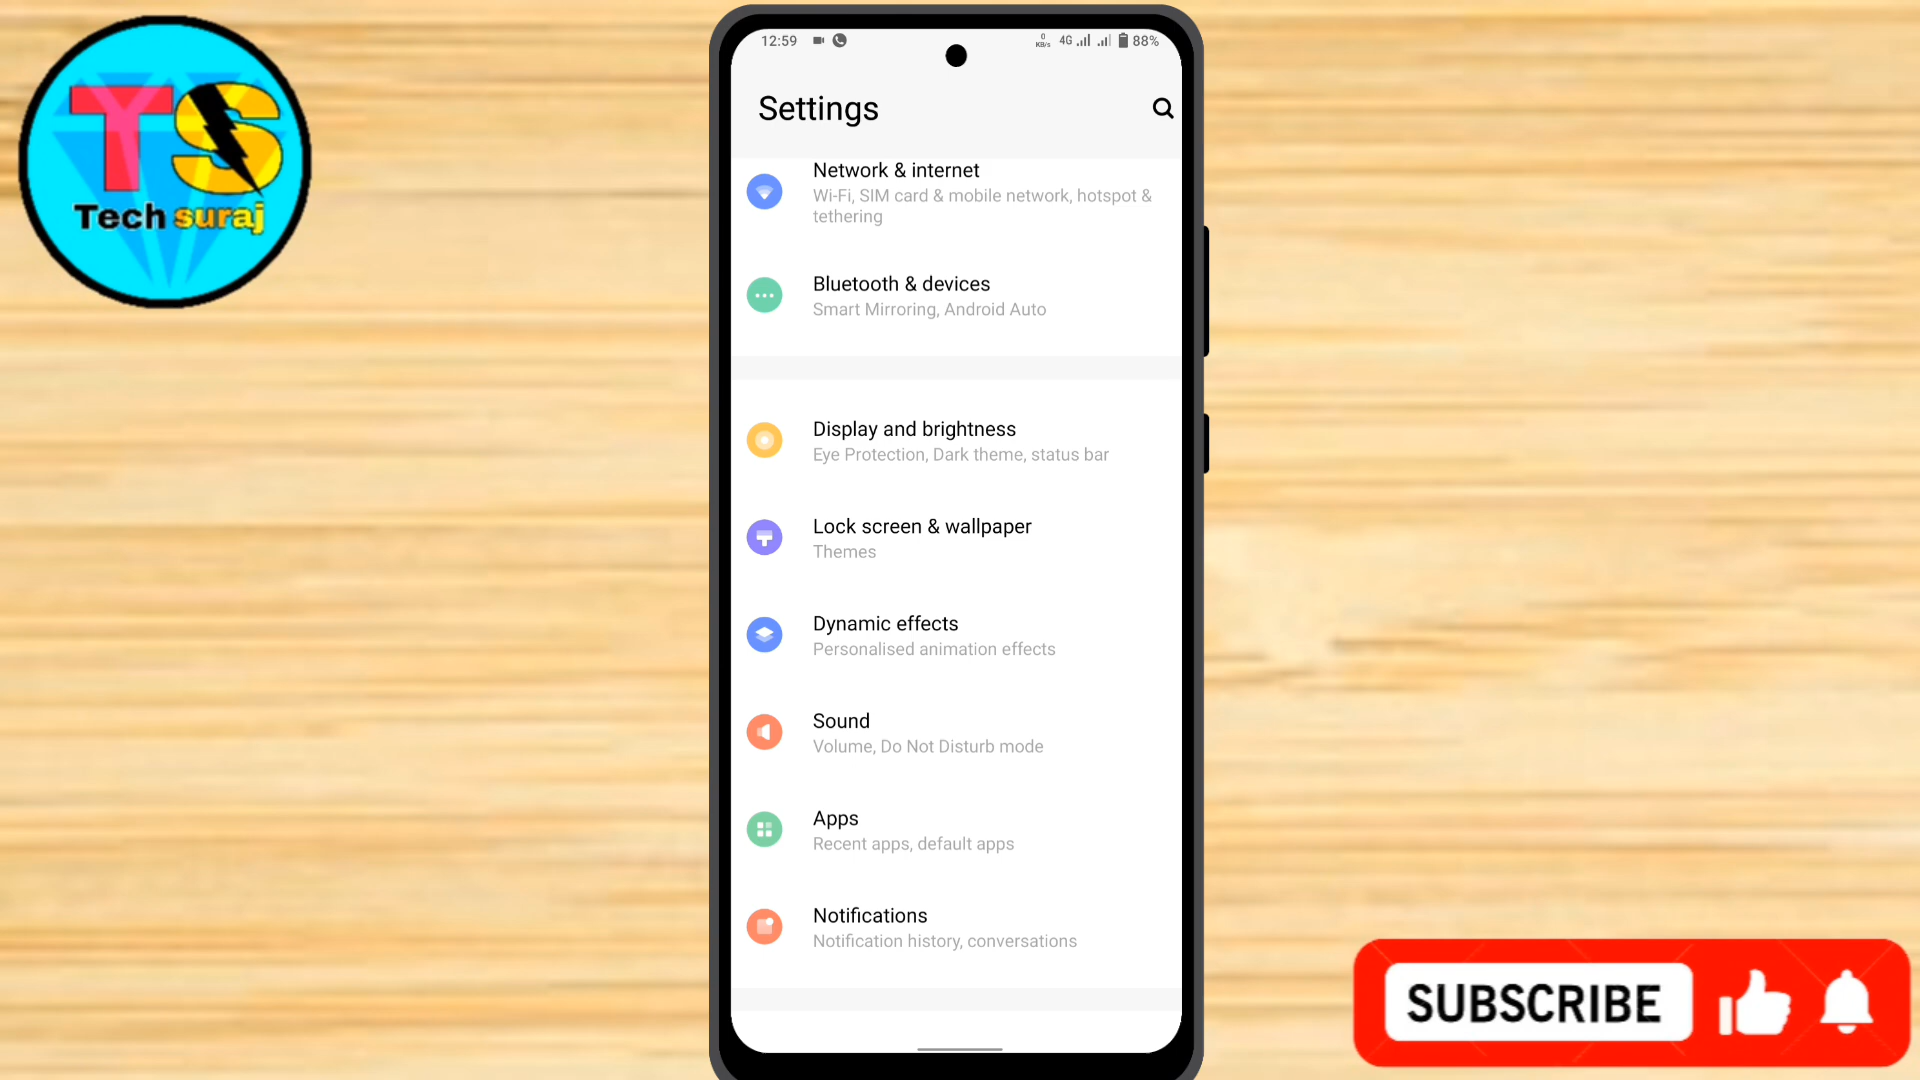 TS
Tech suraj
12:59
0
KB/s
4G
88%
Settings
Network & internet
Wi-Fi, SIM card & mobile network, hotspot &
tethering
Bluetooth & devices
Smart Mirroring, Android Auto
Display and brightness
Eye Protection, Dark theme, status bar
Lock screen & wallpaper
Themes
Dynamic effects
Personalised animation effects
Sound
Volume, Do Not Disturb mode
Apps
Recent apps, default apps
Notifications
Notification history, conversations
SUBSCRIBE